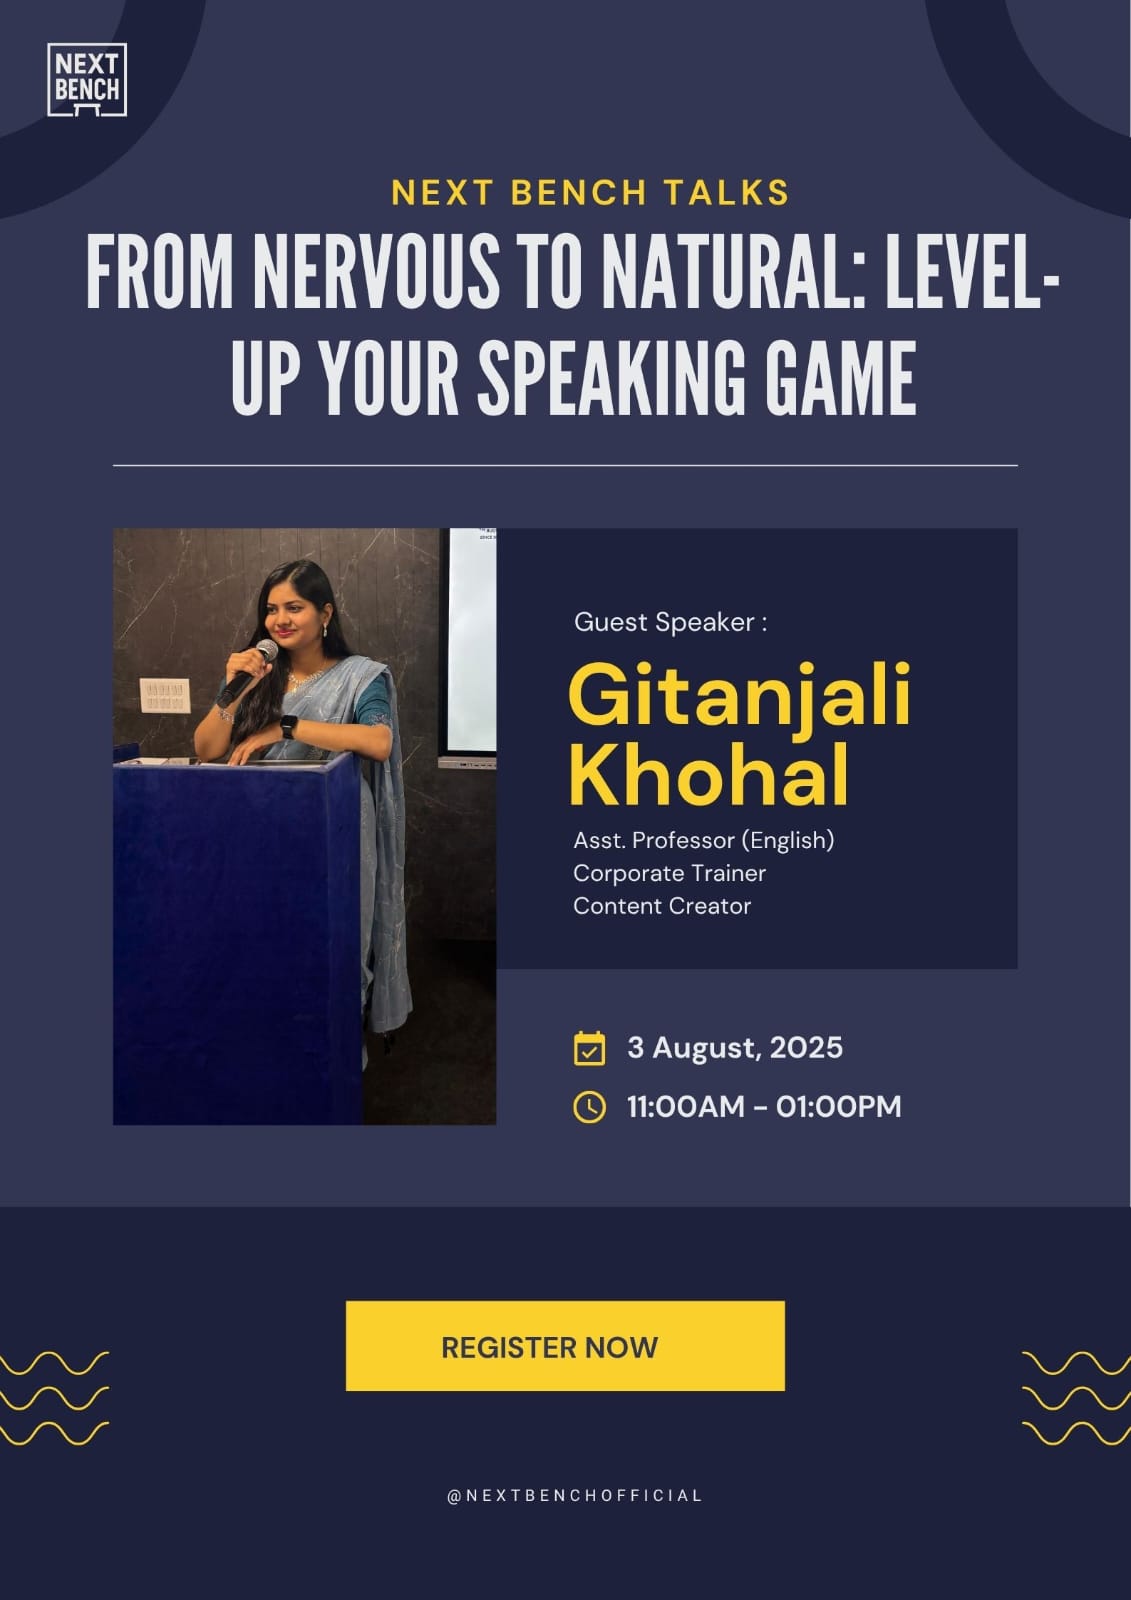 NEXT
BENCH
NEXT BENCH TALKS
FROM NERVOUS TO NATURAL: LEVEL-
UP YOUR SPEAKING GAME
Guest Speaker :
Gitanjali
Khohal
Asst. Professor (English)
Corporate Trainer
Content Creator
3 August, 2025
11:00AM - 01:00PM
REGISTER NOW
@NEXTBENCHOFFICIAL